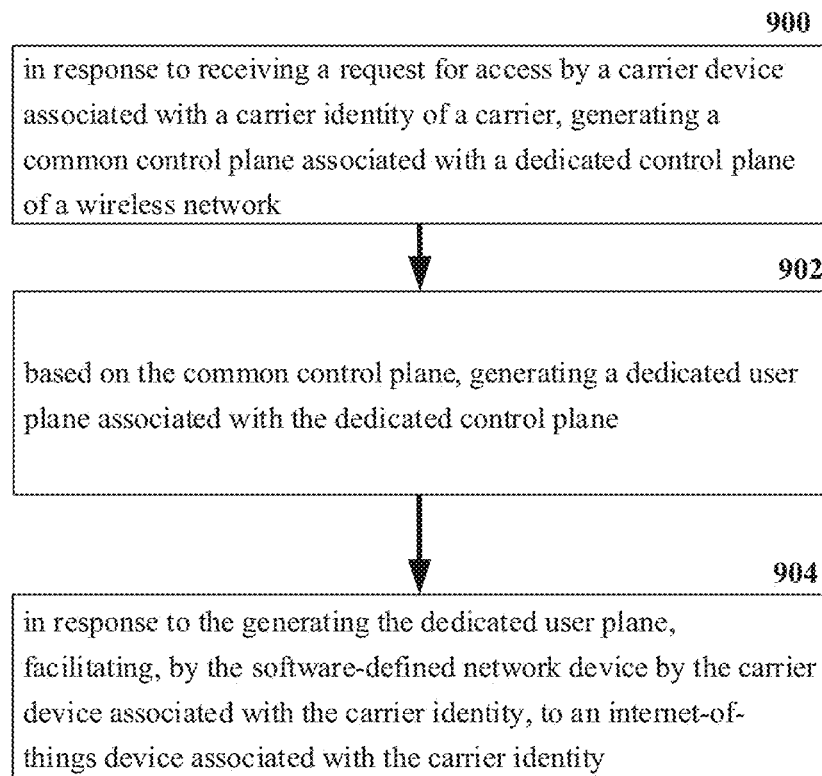 900
in response to receiving a request for access by a carrier device
associated with a carrier identity of a carrier, generating a
common control plane associated with a dedicated control plane
of a wireless network
902
based on the common control plane, generating a dedicated user
plane associated with the dedicated control plane
904
in response to the generating the dedicated user plane,
facilitating, by the software-defined network device by the carrier
device associated with the carrier identity, to an internet-of-
things device associated with the carrier identity